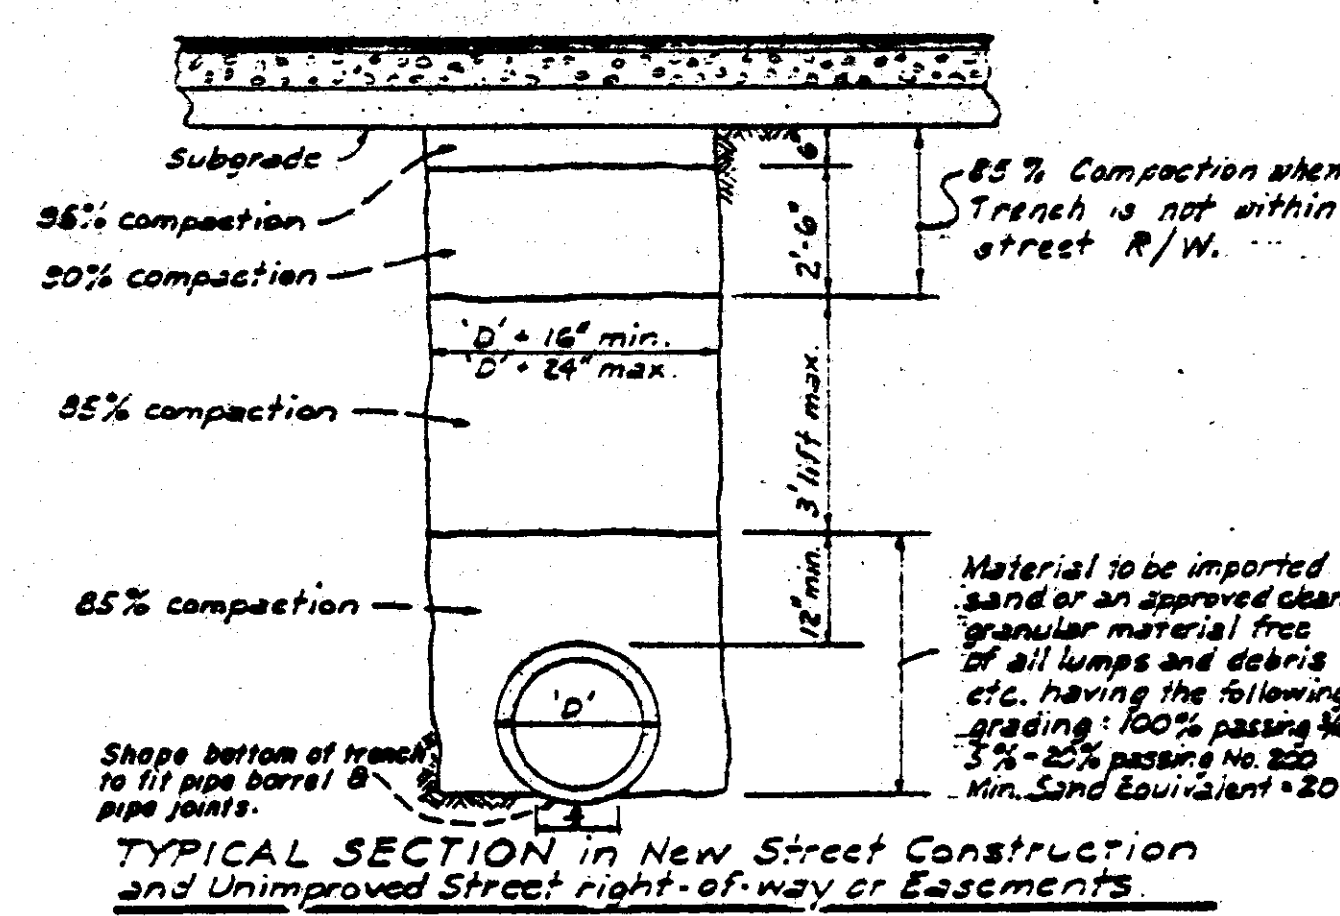 Subgrade
95% compaction
90% compaction
85% compaction
85% compaction
6"
2'-6"
3' lift max.
12" min.
'D' + 16" min.
'D' + 24" max.
85% Compaction when
Trench is not within
street R/W.
Material to be imported
sand or an approved clean
granular material free
of all lumps and debris
etc. having the following
grading: 100% passing
5%-25% passing No. 200
Min. Sand Equivalent = 20
'D'
Shape bottom of trench
to fit pipe barrel &
pipe joints.
TYPICAL SECTION in New Street Construction
and Unimproved Street right-of-way or Easements.